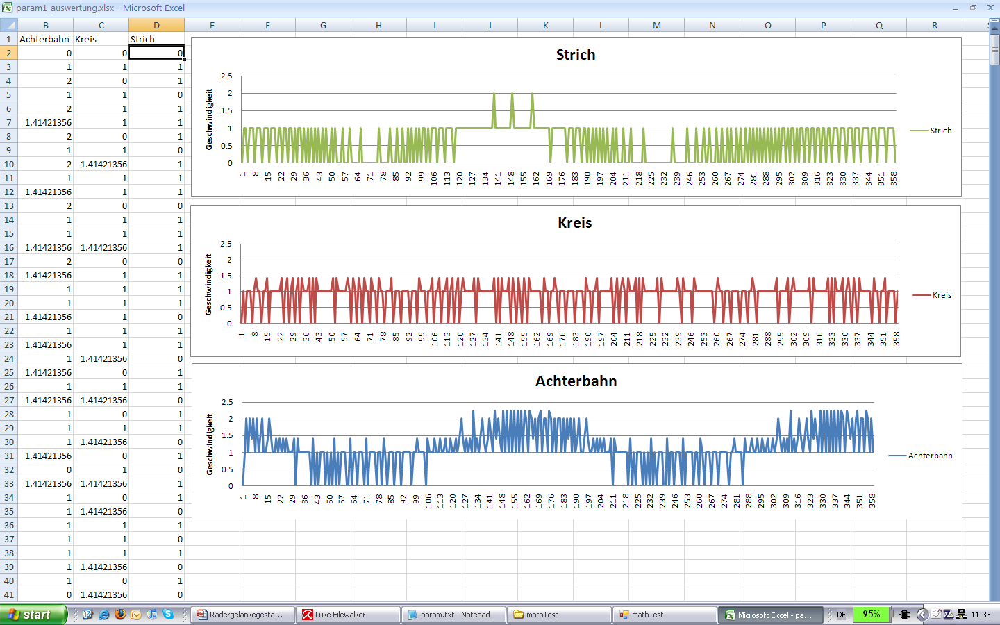 param1_auswertung.xlsx - Microsoft Excel
B C D E F G H I J K L M N O P Q R
1 Achterbahn Kreis Strich
2 0 0 0
3 1 1 1
4 2 0 1
5 1 1 0
6 2 1 1
7 1.41421356 1 1
8 2 0 1
9 1 1 0
10 2 1.41421356 1
11 1 1 1
12 1.41421356 1 1
13 2 0 0
14 1 1 1
15 1 1 1
16 1.41421356 1.41421356 1
17 2 0 0
18 1.41421356 1 1
19 1 1 1
20 1 1 1
21 1.41421356 1 0
22 1 1 1
23 1.41421356 1 1
24 1 1.41421356 0
25 1.41421356 0 1
26 1 1 1
27 1.41421356 1.41421356 0
28 1 0 1
29 1 1 1
30 1 1.41421356 0
31 1.41421356 0 1
32 0 1 0
33 1.41421356 1.41421356 1
34 1 0 1
35 1 1.41421356 0
36 1 1 1
37 1 1 0
38 1 1 1
39 1 1.41421356 0
40 1 0 1
41 0 1.41421356 0
Strich
Geschwindigkeit
2.5
2
1.5
1
0.5
0
1 8 15 22 29 36 43 50 57 64 71 78 85 92 99 106 113 120 127 134 141 148 155 162 169 176 183 190 197 204 211 218 225 232 239 246 253 260 267 274 281 288 295 302 309 316 323 330 337 344 351 358
Strich
Kreis
Geschwindigkeit
2.5
2
1.5
1
0.5
0
1 8 15 22 29 36 43 50 57 64 71 78 85 92 99 106 113 120 127 134 141 148 155 162 169 176 183 190 197 204 211 218 225 232 239 246 253 260 267 274 281 288 295 302 309 316 323 330 337 344 351 358
Kreis
Achterbahn
Geschwindigkeit
2.5
2
1.5
1
0.5
0
1 8 15 22 29 36 43 50 57 64 71 78 85 92 99 106 113 120 127 134 141 148 155 162 169 176 183 190 197 204 211 218 225 232 239 246 253 260 267 274 281 288 295 302 309 316 323 330 337 344 351 358
Achterbahn
start Rädergelänkegestä... Luke Filewalker param.txt - Notepad mathTest mathTest Microsoft Excel - pa... DE 95% 11:33